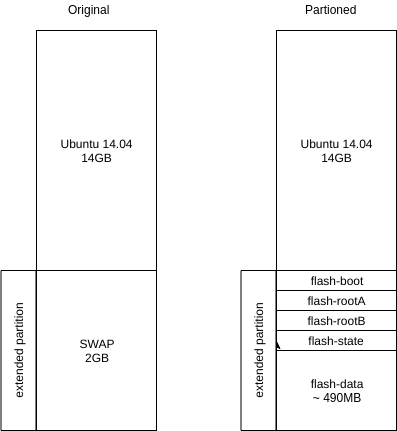 Original
Ubuntu 14.04
14GB
extended partition
SWAP
2GB
Partioned
Ubuntu 14.04
14GB
extended partition
flash-boot
flash-rootA
flash-rootB
flash-state
flash-data
~ 490MB